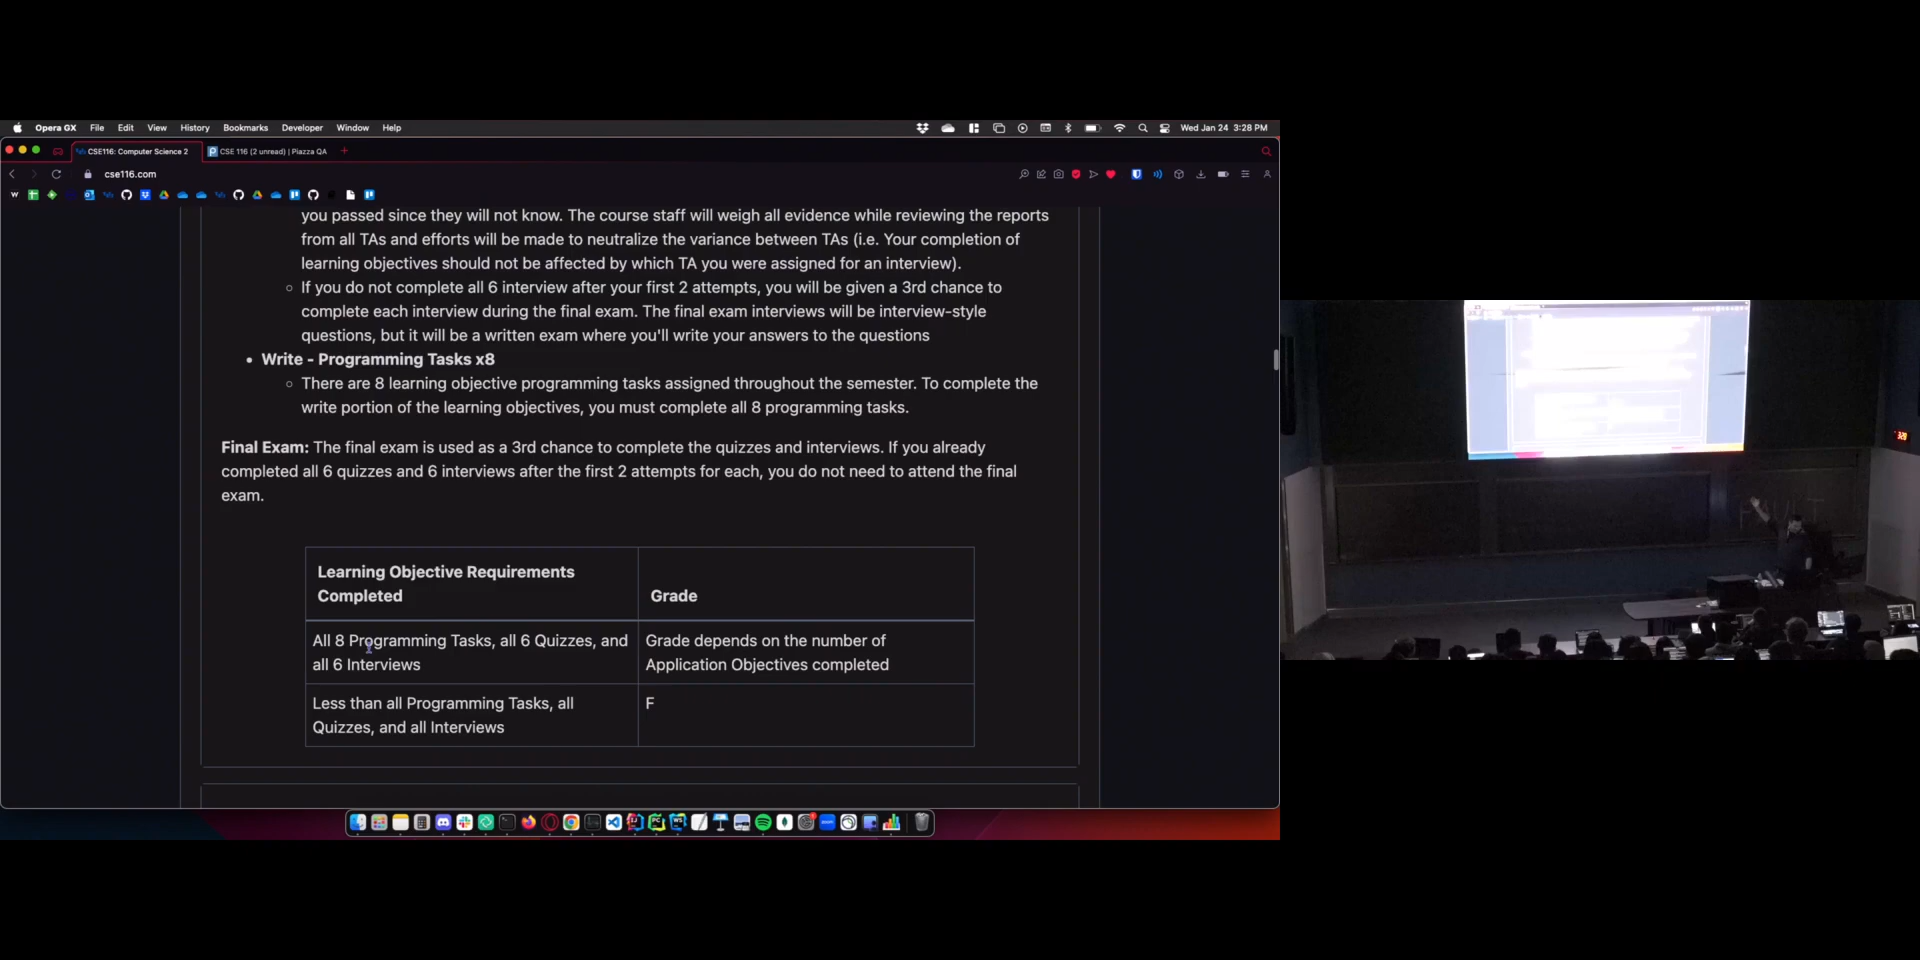 Opera GX File Edit View History Bookmarks Developer Window Help
Wed Jan 24 3:28 PM
CSE116: Computer Science 2
CSE 116 (2 unread) | Piazza QA
cse116.com
you passed since they will not know. The course staff will weigh all evidence while reviewing the reports
from all TAs and efforts will be made to neutralize the variance between TAs (i.e. Your completion of
learning objectives should not be affected by which TA you were assigned for an interview).
○ If you do not complete all 6 interview after your first 2 attempts, you will be given a 3rd chance to
complete each interview during the final exam. The final exam interviews will be interview-style
questions, but it will be a written exam where you'll write your answers to the questions
• Write - Programming Tasks x8
○ There are 8 learning objective programming tasks assigned throughout the semester. To complete the
write portion of the learning objectives, you must complete all 8 programming tasks.
Final Exam: The final exam is used as a 3rd chance to complete the quizzes and interviews. If you already
completed all 6 quizzes and 6 interviews after the first 2 attempts for each, you do not need to attend the final
exam.
Learning Objective Requirements
Completed
Grade
All 8 Programming Tasks, all 6 Quizzes, and
all 6 Interviews
Grade depends on the number of
Application Objectives completed
Less than all Programming Tasks, all
Quizzes, and all Interviews
F